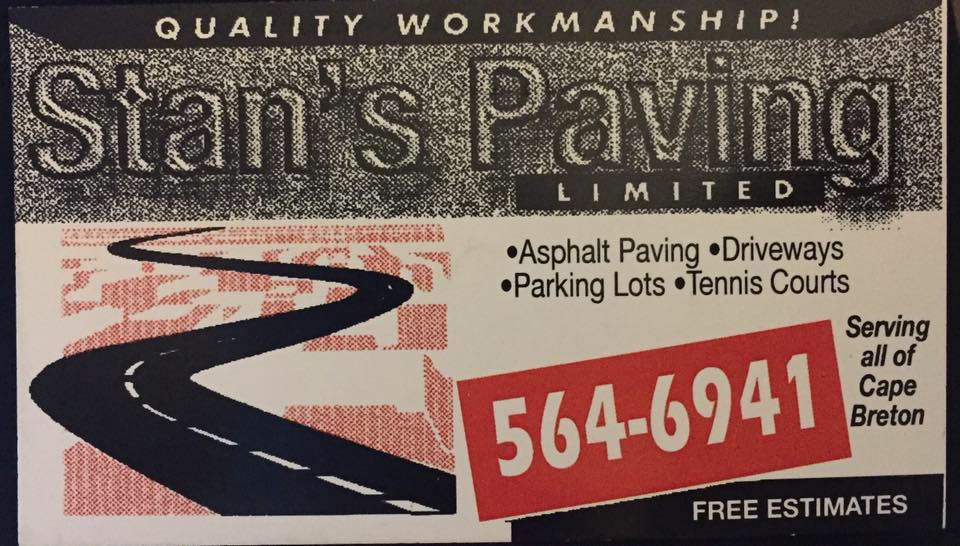 QUALITY WORKMANSHIP!
Stan's Paving
LIMITED
•Asphalt Paving •Driveways
•Parking Lots •Tennis Courts
Serving
all of
Cape
Breton
564-6941
FREE ESTIMATES